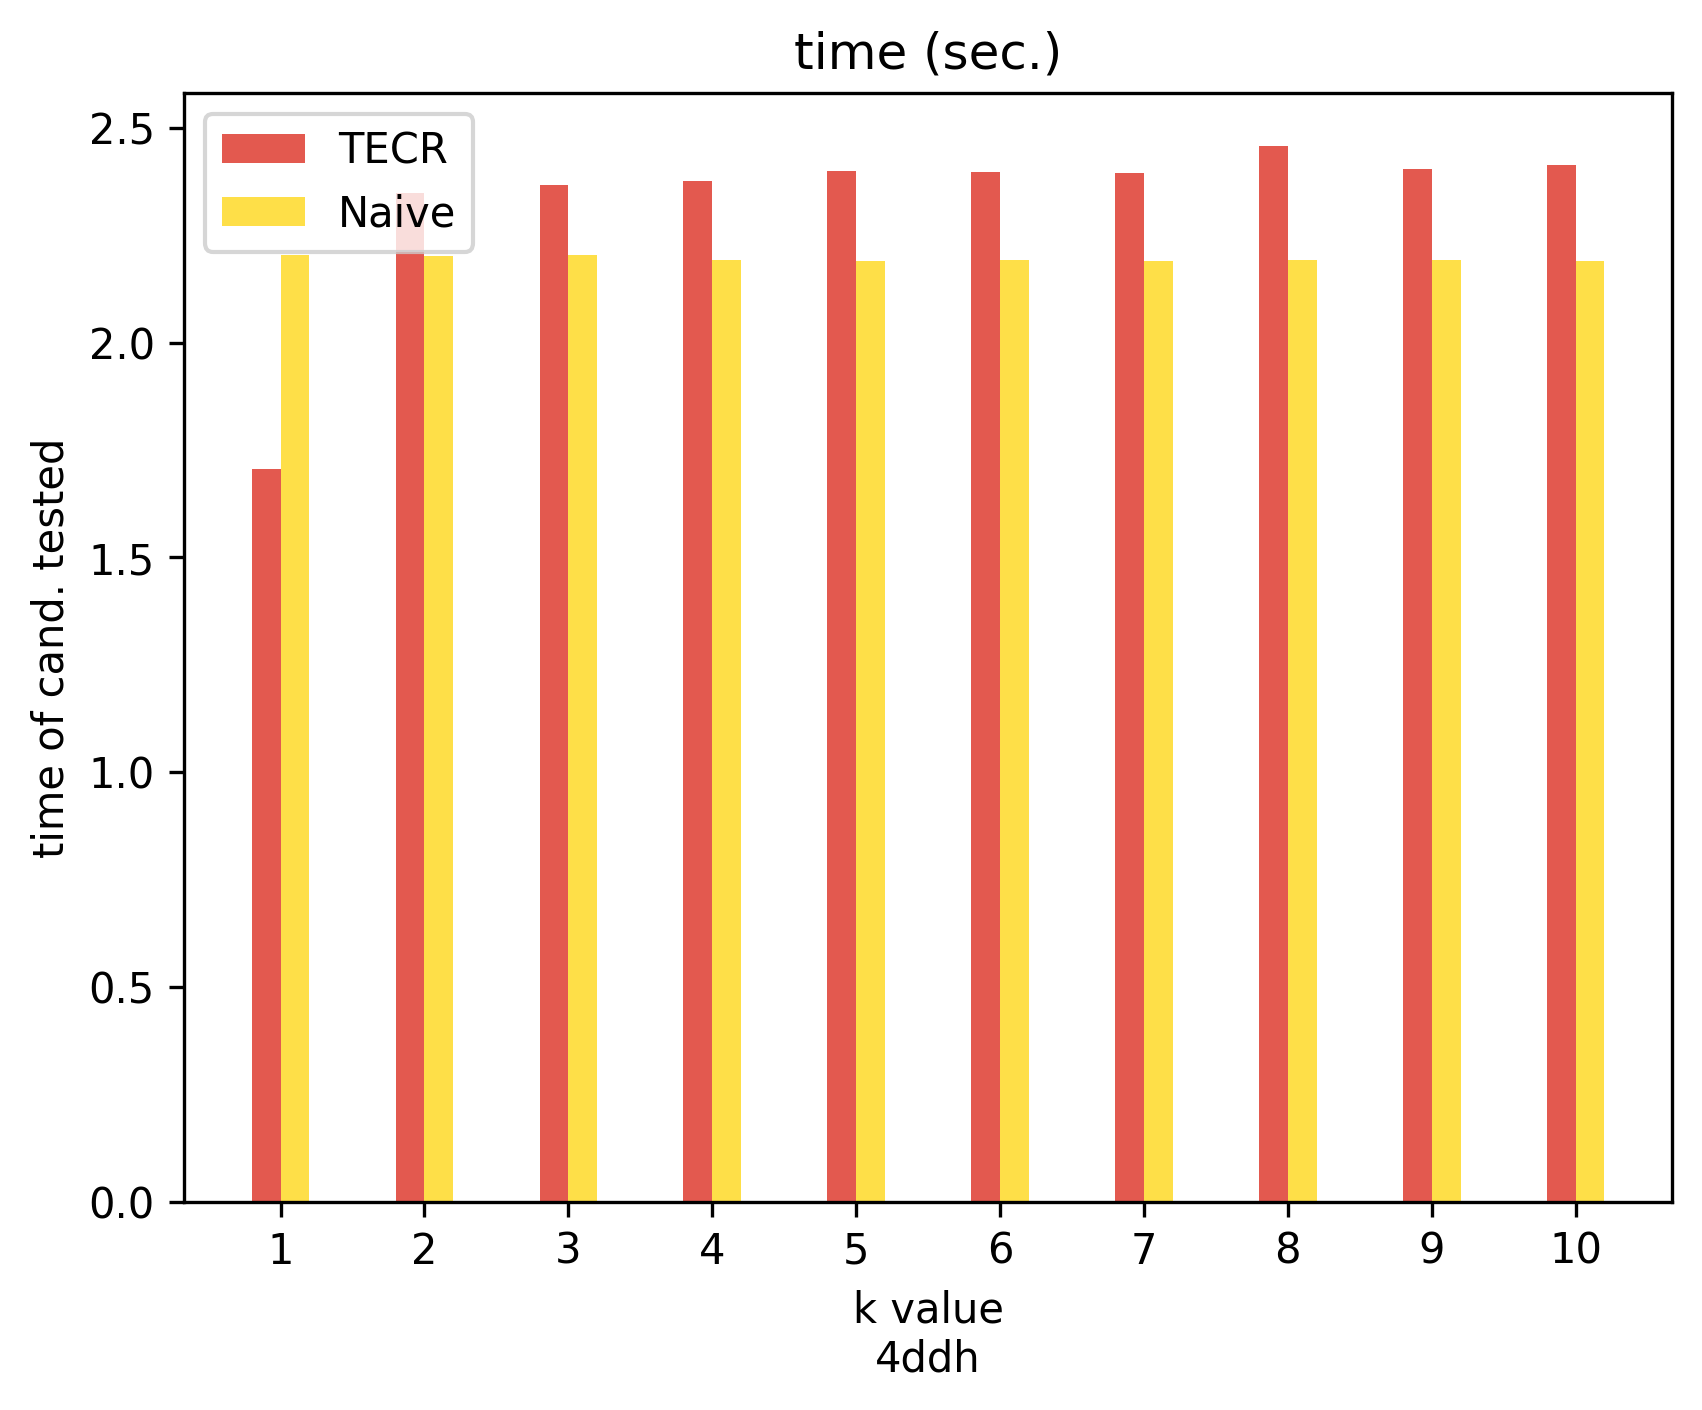 time (sec.)
TECR
Naive
2.5
2.0
1.5
1.0
0.5
0.0
time of cand. tested
1 2 3 4 5 6 7 8 9 10
k value
4ddh